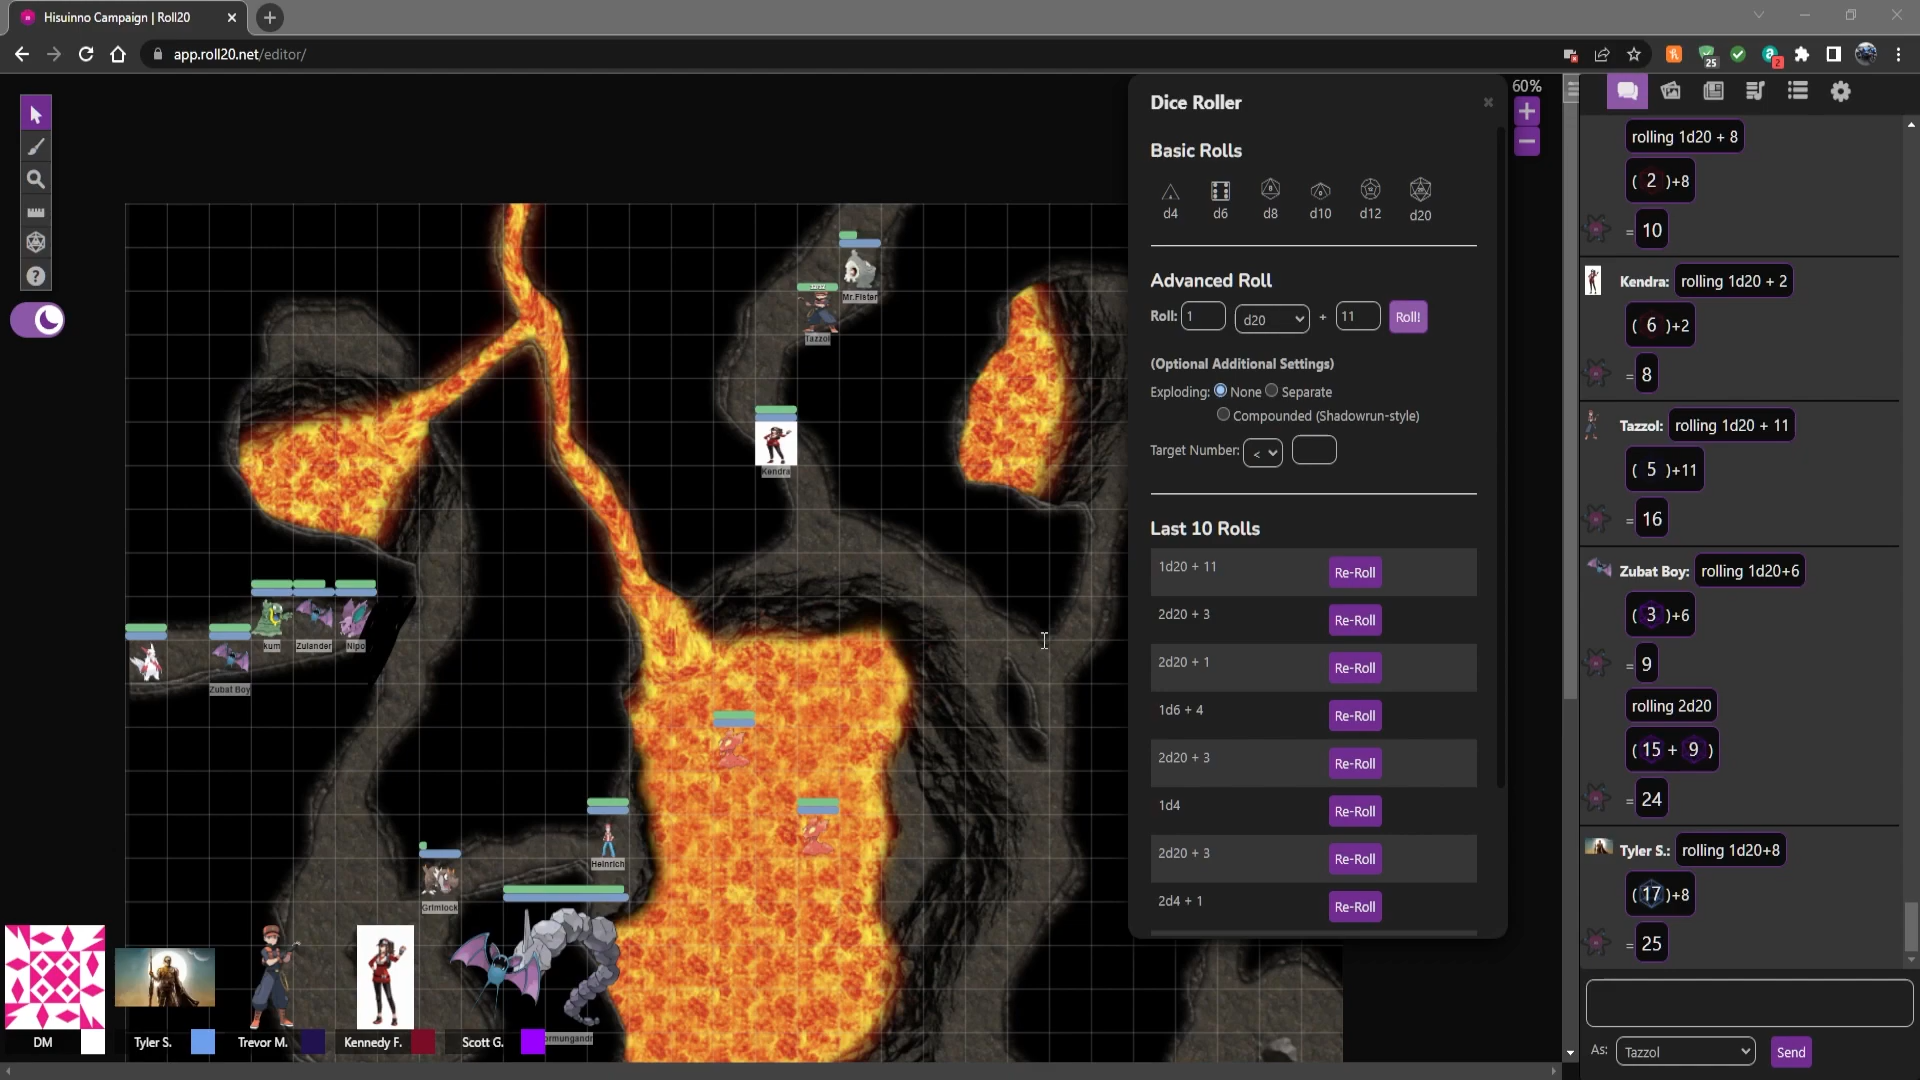 Hisuinno Campaign | Roll20
app.roll20.net/editor/
25
2
60%
Dice Roller
Basic Rolls
d4 d6 d8 d10 d12 d20
Advanced Roll
Roll: 1 d20 + 11 Roll!
(Optional Additional Settings)
Exploding: None Separate
Compounded (Shadowrun-style)
Target Number: <
Last 10 Rolls
1d20 + 11 Re-Roll
2d20 + 3 Re-Roll
2d20 + 1 Re-Roll
1d6 + 4 Re-Roll
2d20 + 3 Re-Roll
1d4 Re-Roll
2d20 + 3 Re-Roll
2d4 + 1 Re-Roll
Mr.Fister
Tazzol
Kendra
kum
Zulander
Nipo
Zubat Boy
Heinrich
Grimlock
ormungandr
DM
Tyler S.
Trevor M.
Kennedy F.
Scott G.
rolling 1d20 + 8
( 2 )+8
= 10
Kendra: rolling 1d20 + 2
( 6 )+2
= 8
Tazzol: rolling 1d20 + 11
( 5 )+11
= 16
Zubat Boy: rolling 1d20+6
( 3 )+6
= 9
rolling 2d20
( 15 + 9 )
= 24
Tyler S.: rolling 1d20+8
( 17 )+8
= 25
As: Tazzol Send